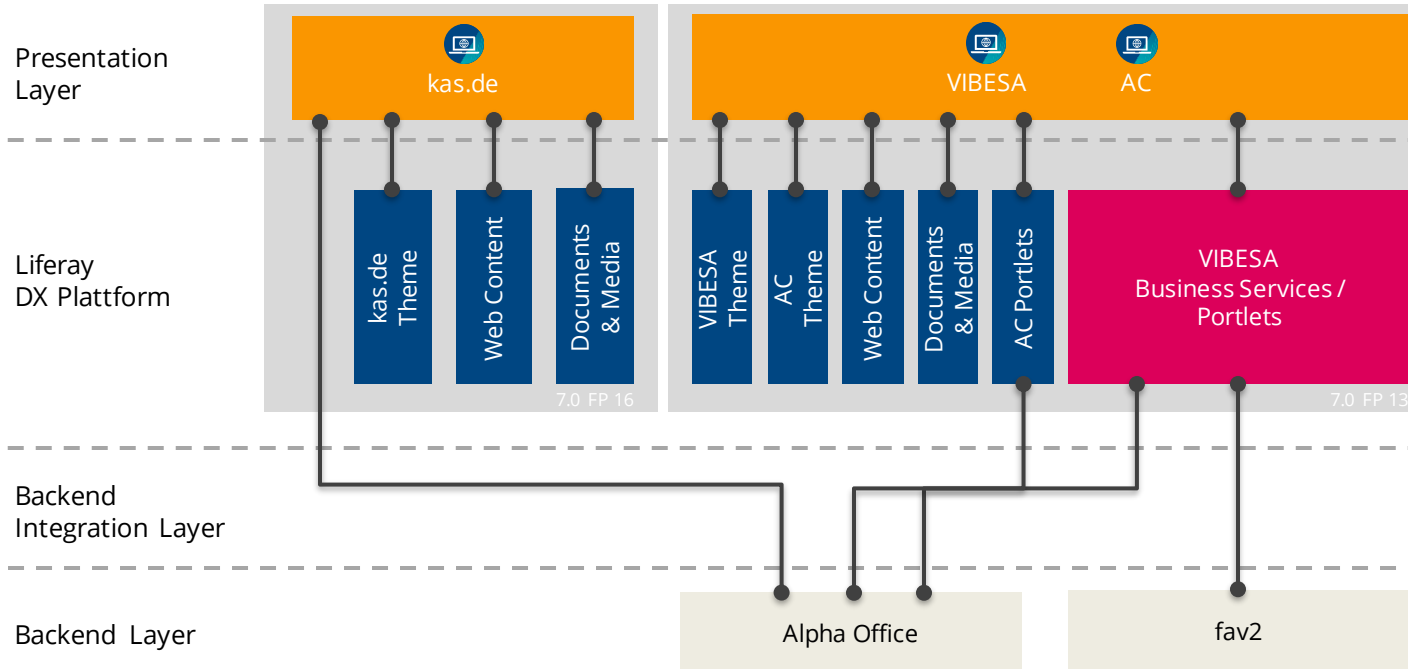 Presentation
Layer
kas.de
VIBESA
AC
Liferay
DX Plattform
kas.de
Theme
Web Content
Documents
& Media
7.0 FP 16
VIBESA
Theme
AC
Theme
Web Content
Documents
& Media
AC Portlets
VIBESA
Business Services /
Portlets
7.0 FP 13
Backend
Integration Layer
Backend Layer
Alpha Office
fav2